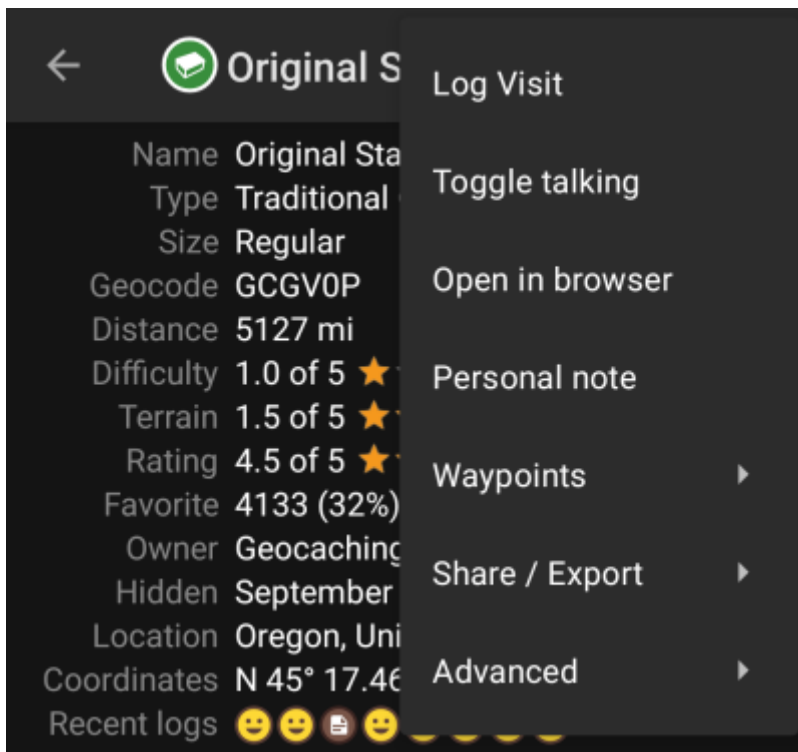 Original S
Name Original Sta
Type Traditional
Size Regular
Geocode GCGV0P
Distance 5127 mi
Difficulty 1.0 of 5
Terrain 1.5 of 5
Rating 4.5 of 5
Favorite 4133 (32%)
Owner Geocaching
Hidden September
Location Oregon, Uni
Coordinates N 45° 17.46
Recent logs
Log Visit
Toggle talking
Open in browser
Personal note
Waypoints
Share / Export
Advanced